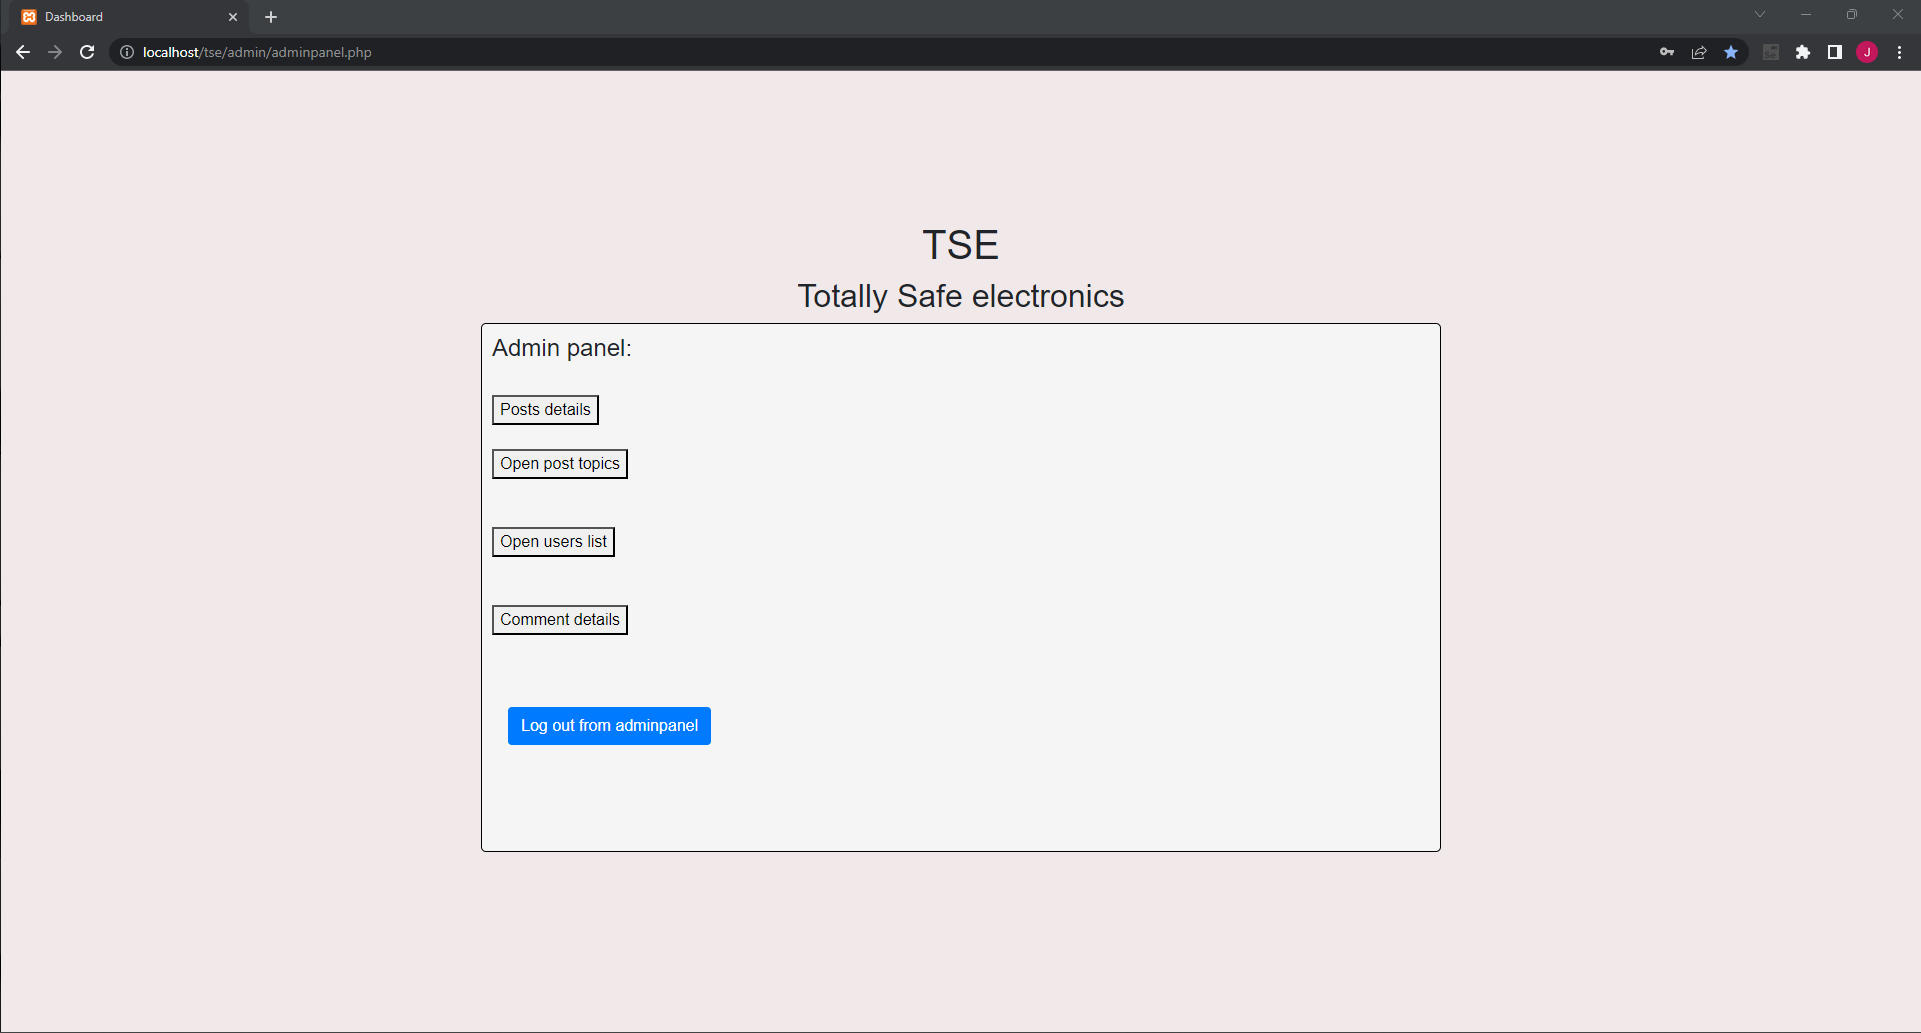 Dashboard
localhost/tse/admin/adminpanel.php
J
TSE
Totally Safe electronics
Admin panel:
Posts details
Open post topics
Open users list
Comment details
Log out from adminpanel